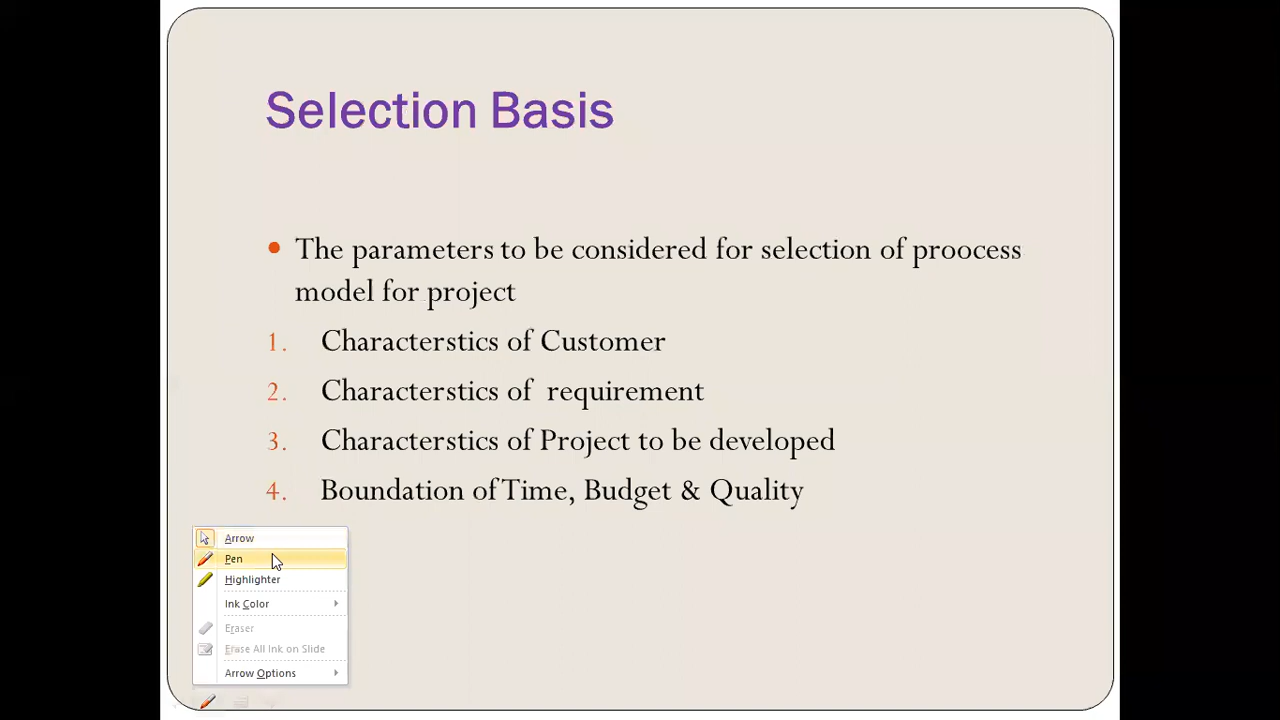 Selection Basis
• The parameters to be considered for selection of proocess
model for project
1. Characterstics of Customer
2. Characterstics of requirement
3. Characterstics of Project to be developed
4. Boundation of Time, Budget & Quality
Arrow
Pen
Highlighter
Ink Color
Eraser
Erase All Ink on Slide
Arrow Options